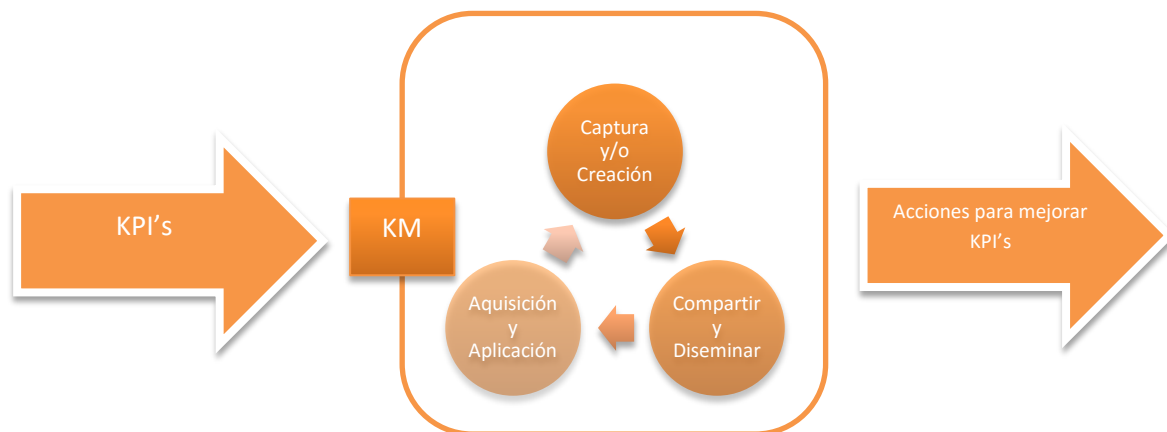 KPI's
KM
Captura
y/o
Creación
Compartir
y
Diseminar
Aquisición
y
Aplicación
Acciones para mejorar
KPI's